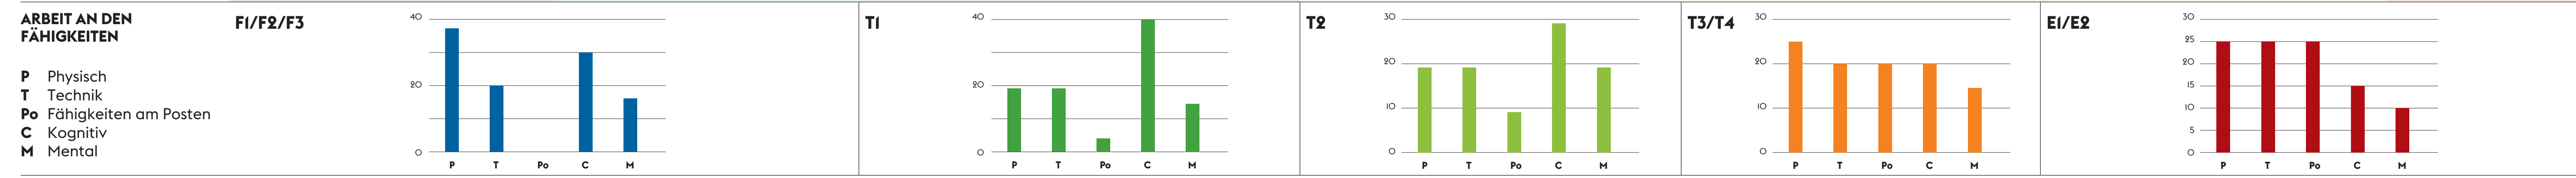 ARBEIT AN DEN
FÄHIGKEITEN
P Physisch
T Technik
Po Fähigkeiten am Posten
C Kognitiv
M Mental
F1/F2/F3
40
20
0
P T Po C M
T1
40
20
0
P T Po C M
T2
30
20
10
0
P T Po C M
T3/T4
30
20
10
0
P T Po C M
E1/E2
30
25
20
15
10
5
0
P T Po C M